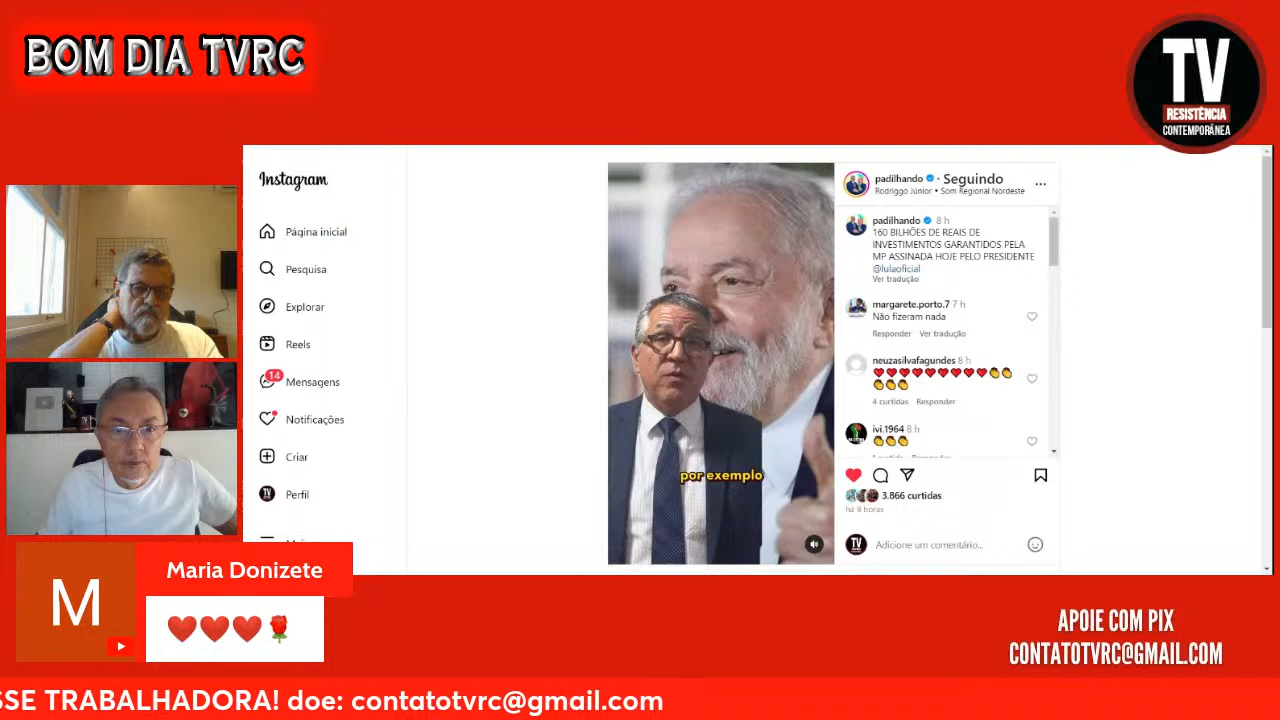 BOM DIA TVRC
TV
RESISTÊNCIA
CONTEMPORÂNEA
Instagram
Página inicial
Pesquisa
Explorar
Reels
14
Mensagens
Notificações
Criar
Perfil
por exemplo
padilhando • Seguindo
Rodriggo Júnior • Som Regional Nordeste
padilhando 8 h
160 BILHÕES DE REAIS DE
INVESTIMENTOS GARANTIDOS PELA
MP ASSINADA HOJE PELO PRESIDENTE
@lulaoficial
Ver tradução
margarete.porto.7 7 h
Não fizeram nada
Responder Ver tradução
neuzasilvafagundes 8 h
❤❤❤❤❤❤❤❤❤👏👏
👏👏👏
4 curtidas Responder
ivi.1964 8 h
👏👏👏
3.866 curtidas
há 8 horas
TV
Adicione um comentário...
M
Maria Donizete
❤️❤️❤️🌹
APOIE COM PIX
CONTATOTVRC@GMAIL.COM
SSE TRABALHADORA! doe: contatotvrc@gmail.com